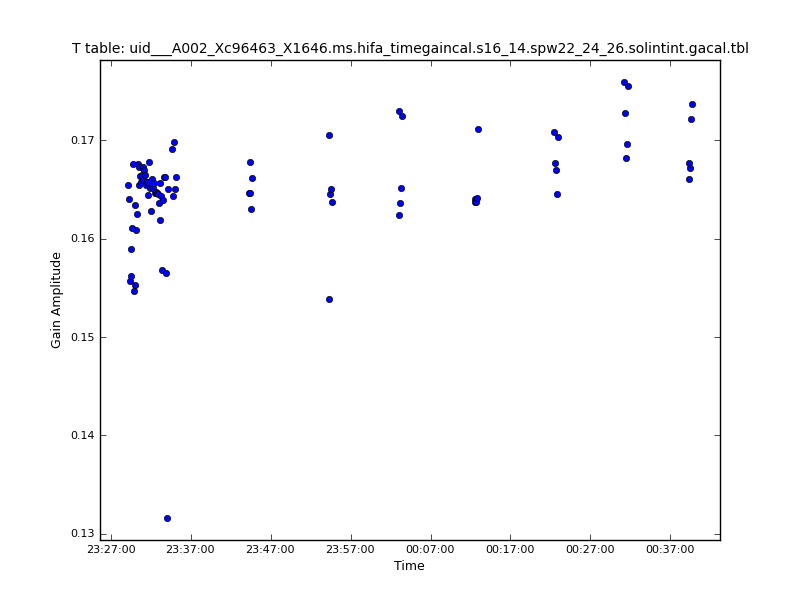 T table: uid___A002_Xc96463_X1646.ms.hifa_timegaincal.s16_14.spw22_24_26.solintint.gacal.tbl
0.17
0.16
0.15
0.14
0.13
Gain Amplitude
23:27:00 23:37:00 23:47:00 23:57:00 00:07:00 00:17:00 00:27:00 00:37:00
Time